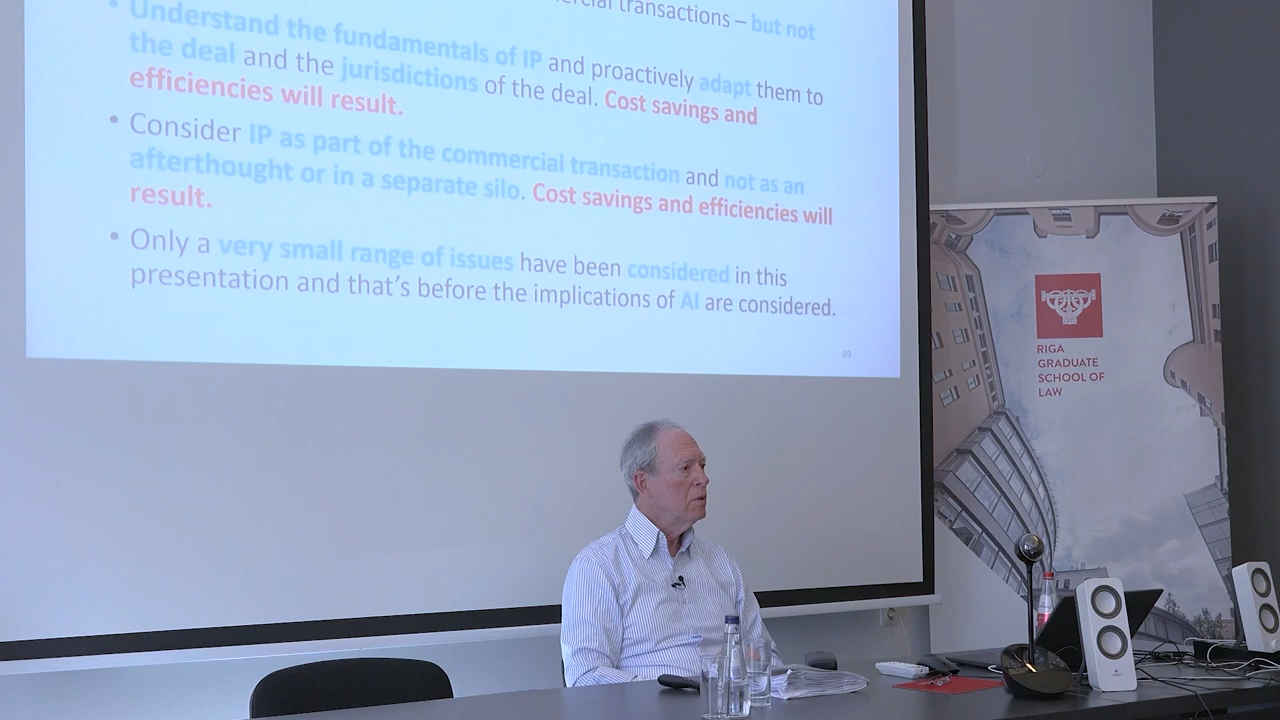 commercial transactions – but not
• Understand the fundamentals of IP and proactively adapt them to
the deal and the jurisdictions of the deal. Cost savings and
efficiencies will result.
• Consider IP as part of the commercial transaction and not as an
afterthought or in a separate silo. Cost savings and efficiencies will
result.
• Only a very small range of issues have been considered in this
presentation and that's before the implications of AI are considered.
69
RIGA
GRADUATE
SCHOOL OF
LAW